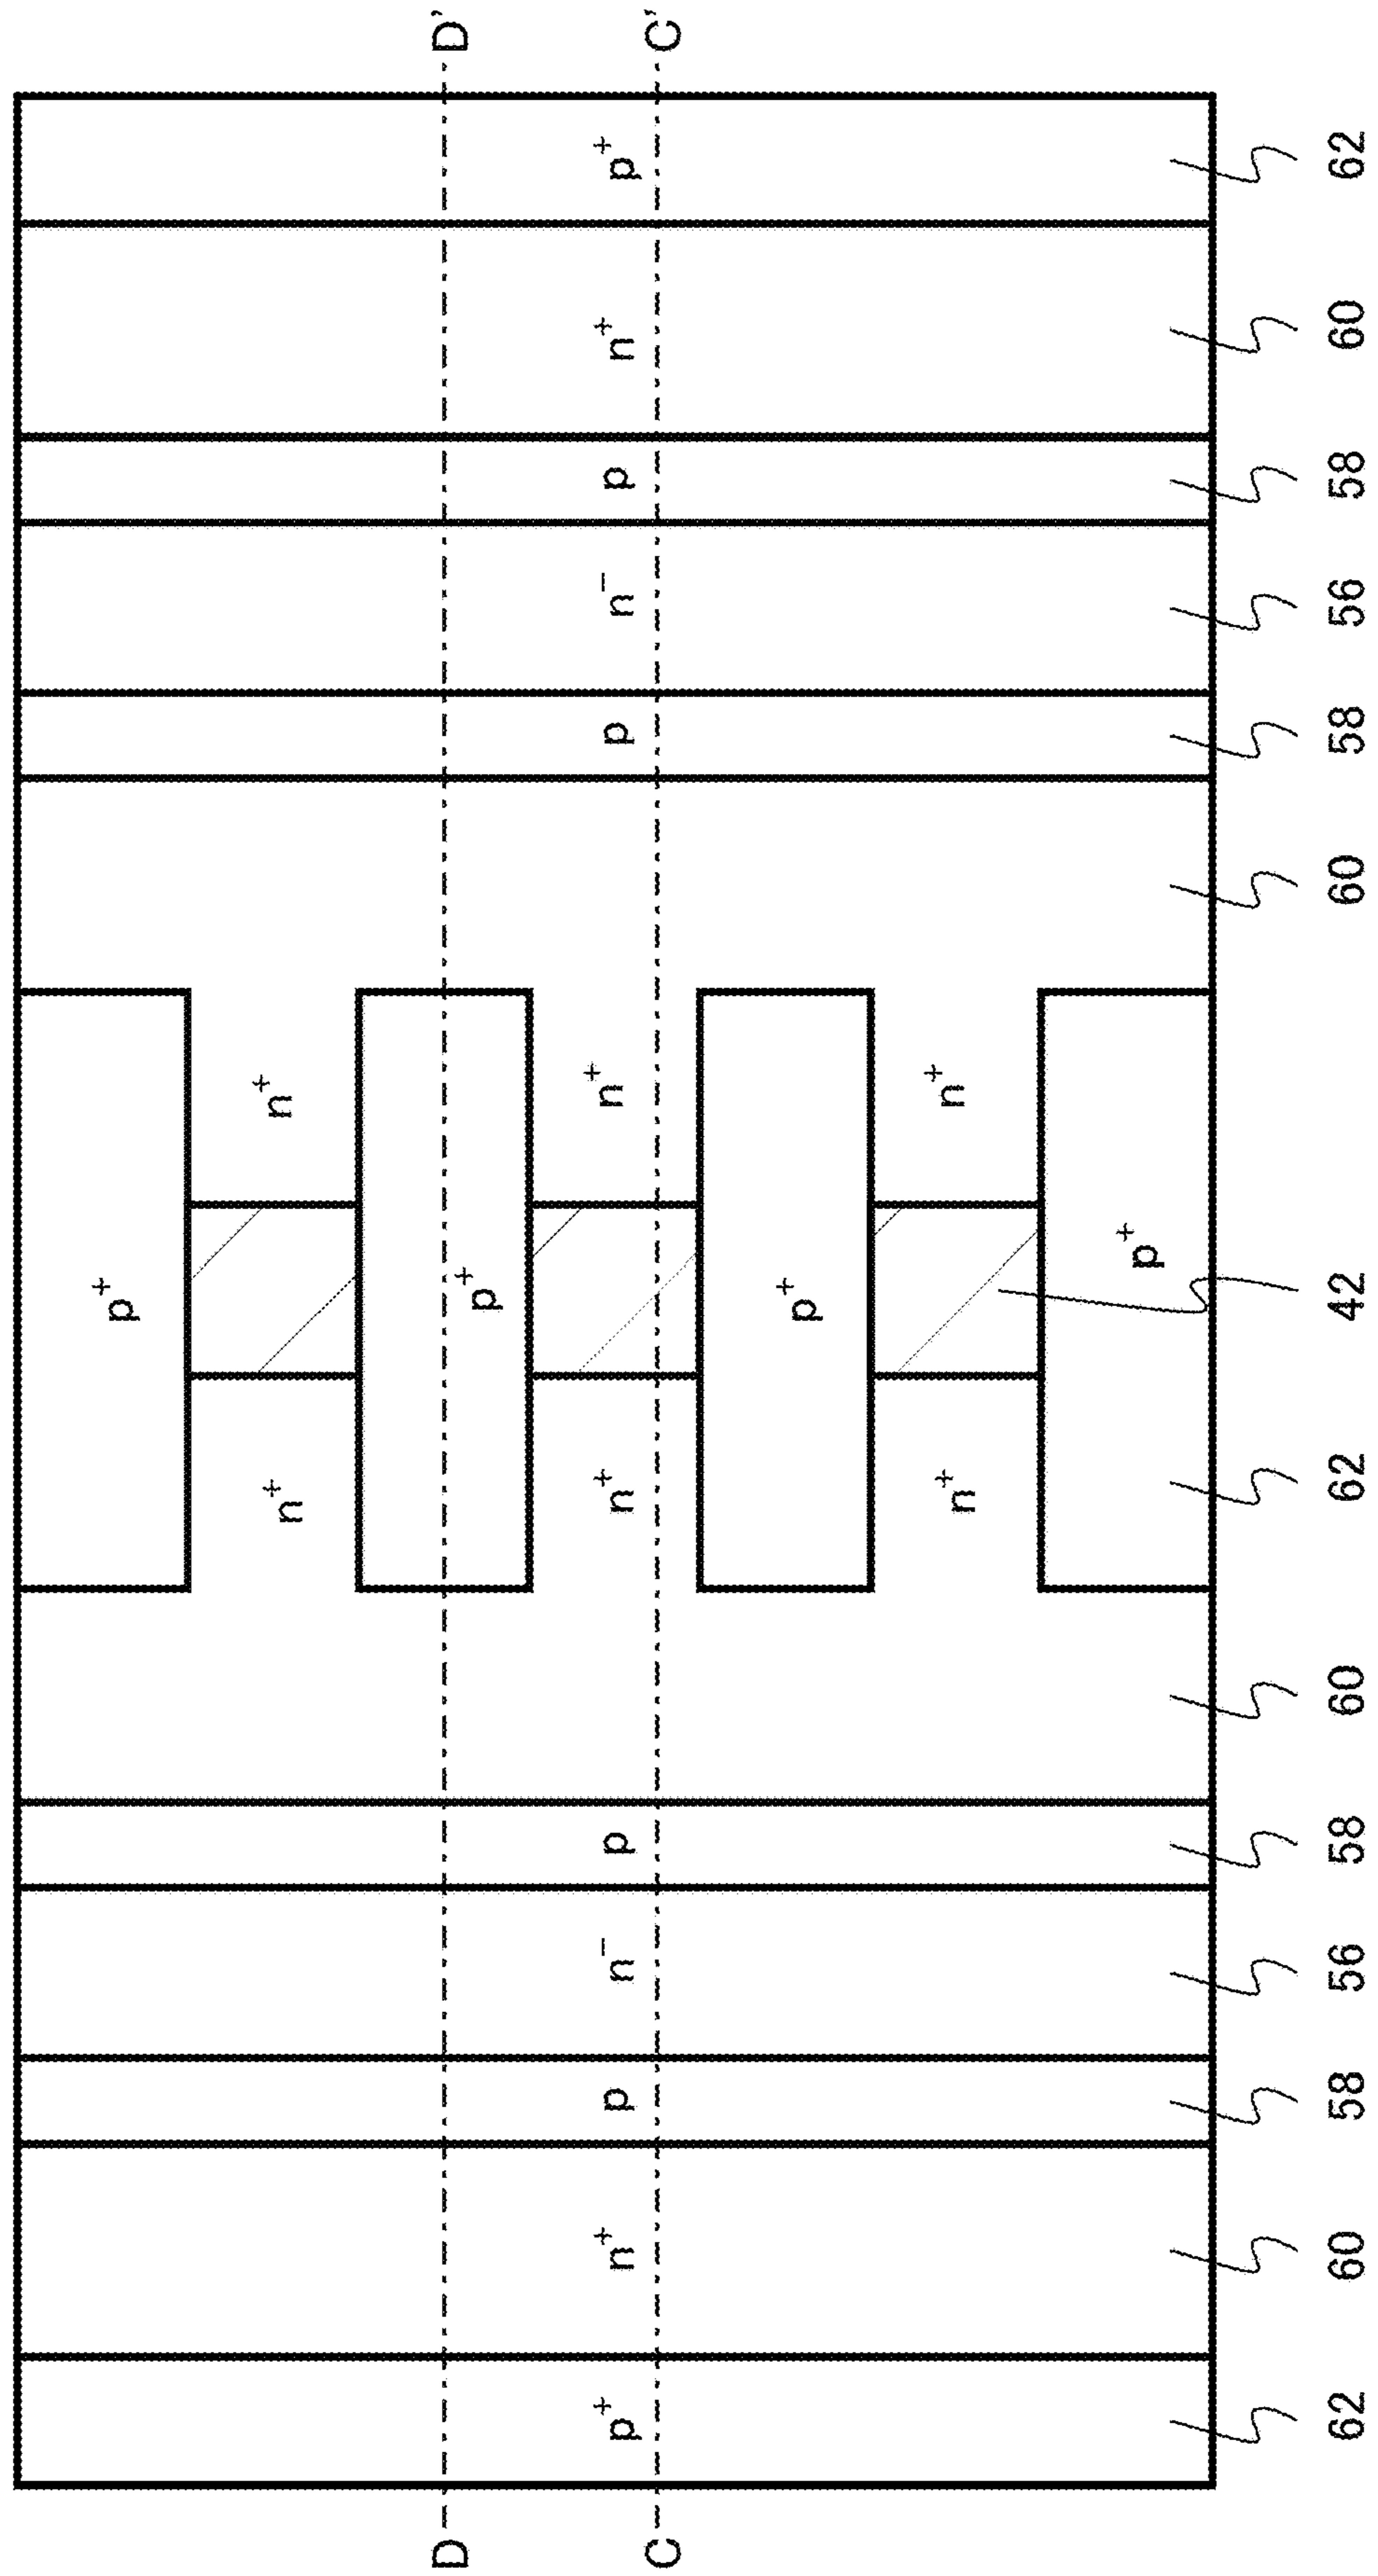 p⁺
n⁺ n⁺
D D'
p⁺
p⁺ n⁺ p n⁻ p n⁺ n⁺ p n⁻ p n⁺ p⁺
C C'
p⁺
n⁺ n⁺
p⁺
62 60 58 56 58 60 62 42 60 58 56 58 60 62